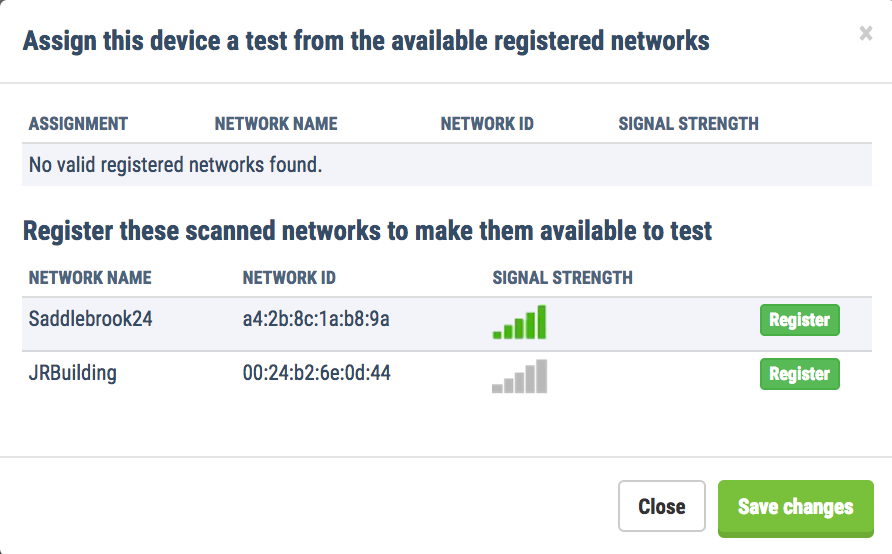 Assign this device a test from the available registered networks
×
ASSIGNMENT NETWORK NAME NETWORK ID SIGNAL STRENGTH
No valid registered networks found.
Register these scanned networks to make them available to test
NETWORK NAME NETWORK ID SIGNAL STRENGTH
Saddlebrook24 a4:2b:8c:1a:b8:9a Register
JRBuilding 00:24:b2:6e:0d:44 Register
Close Save changes